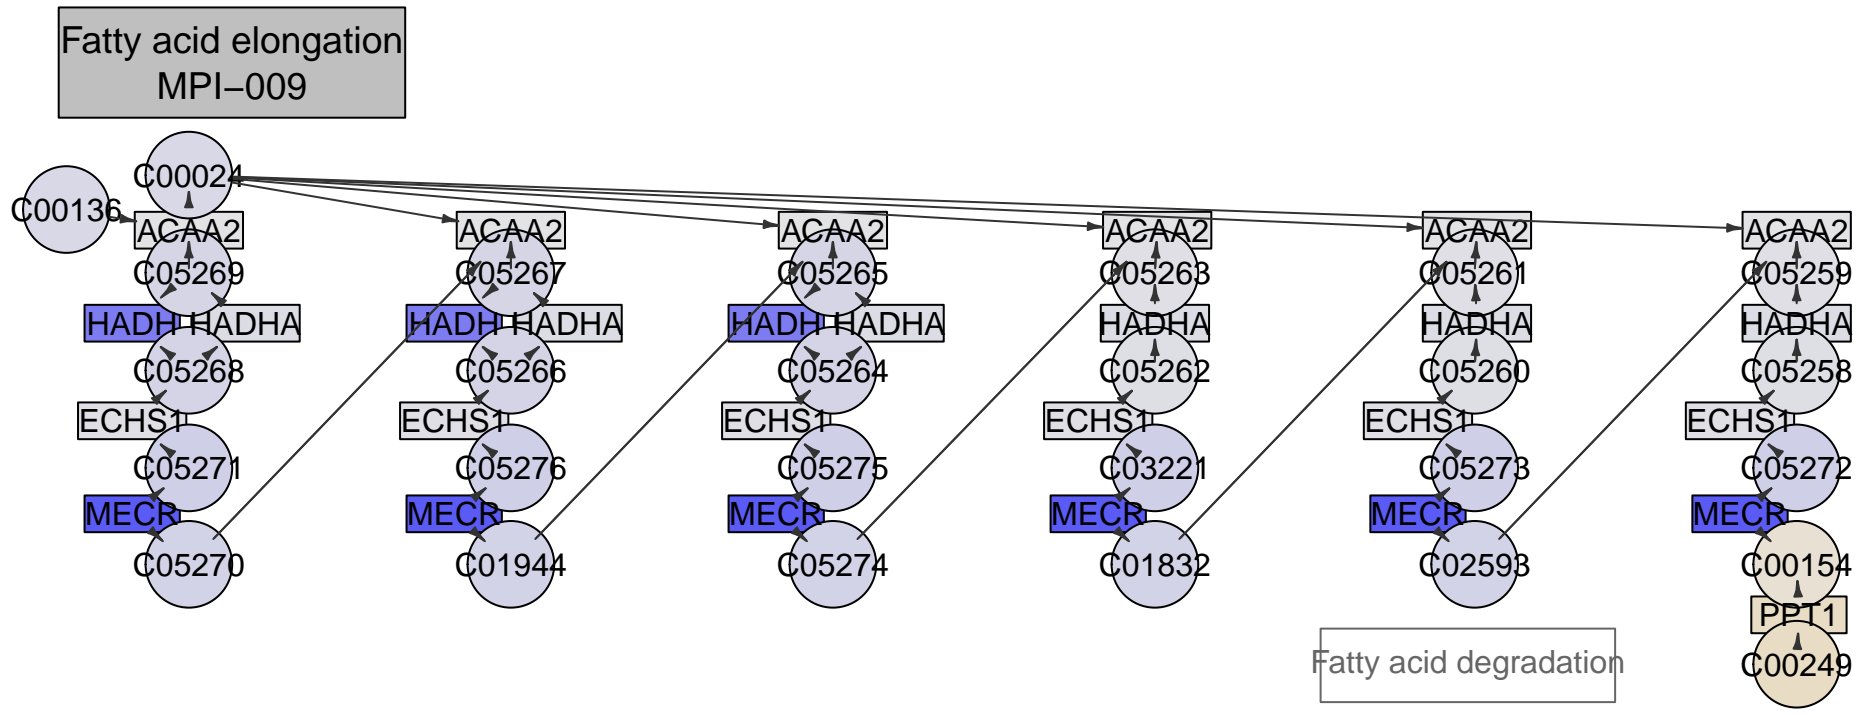 Fatty acid elongation
MPI−009
C00024
C00136
ACAA2 ACAA2 ACAA2 ACAA2 ACAA2 ACAA2
C05269 C05267 C05265 C05263 C05261 C05259
HADH HADHA HADH HADHA HADH HADHA HADHA HADHA HADHA
C05268 C05266 C05264 C05262 C05260 C05258
ECHS1 ECHS1 ECHS1 ECHS1 ECHS1 ECHS1
C05271 C05276 C05275 C03221 C05273 C05272
MECR MECR MECR MECR MECR MECR
C05270 C01944 C05274 C01832 C02593 C00154
PPT1
Fatty acid degradation C00249